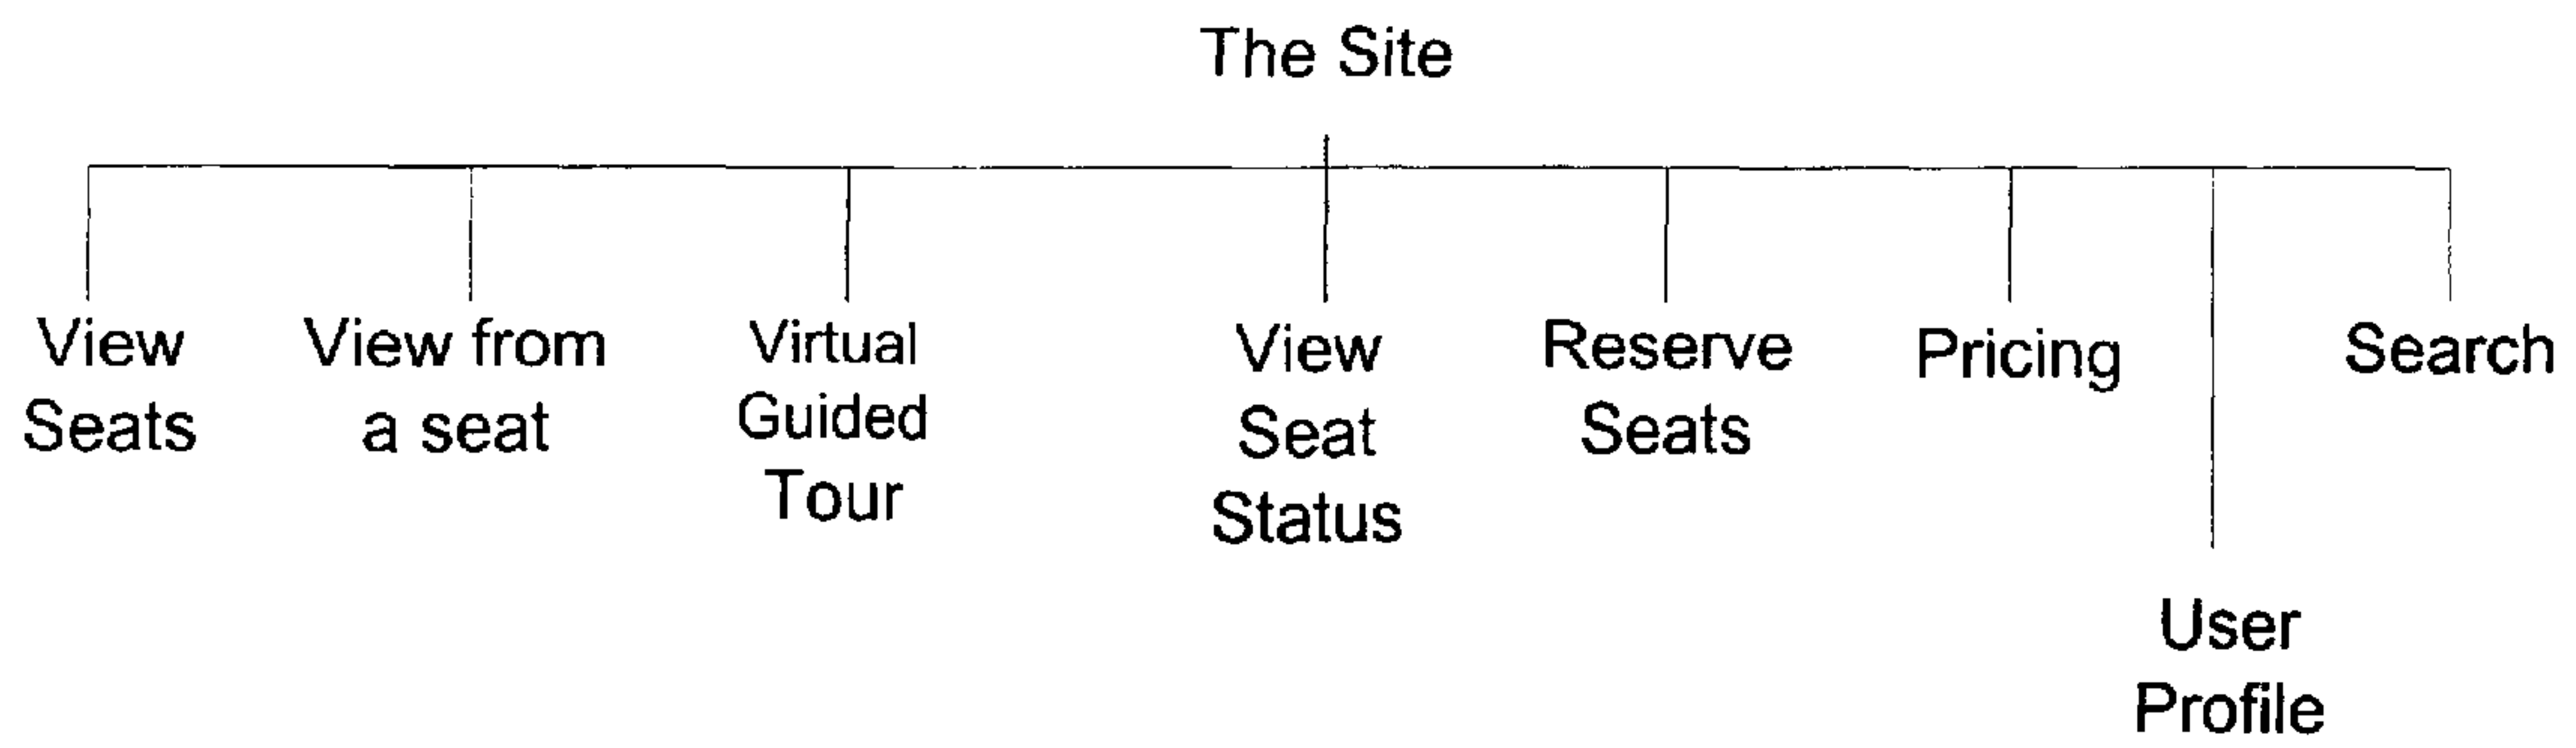 The Site
View
Seats
View from
a seat
Virtual
Guided
Tour
View
Seat
Status
Reserve
Seats
Pricing
User
Profile
Search